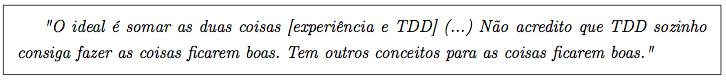 "O ideal é somar as duas coisas [experiência e TDD] (...) Não acredito que TDD sozinho
consiga fazer as coisas ficarem boas. Tem outros conceitos para as coisas ficarem boas."